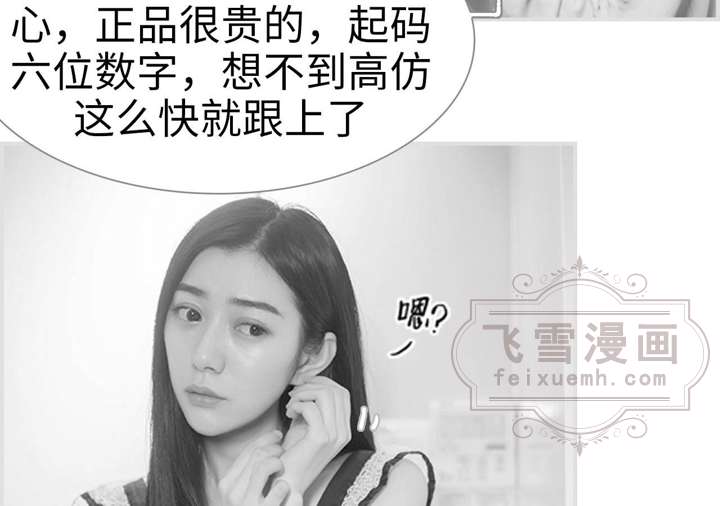 心，正品很贵的，起码
六位数字，想不到高仿
这么快就跟上了
嗯?
飞雪漫画
feixuemh.com